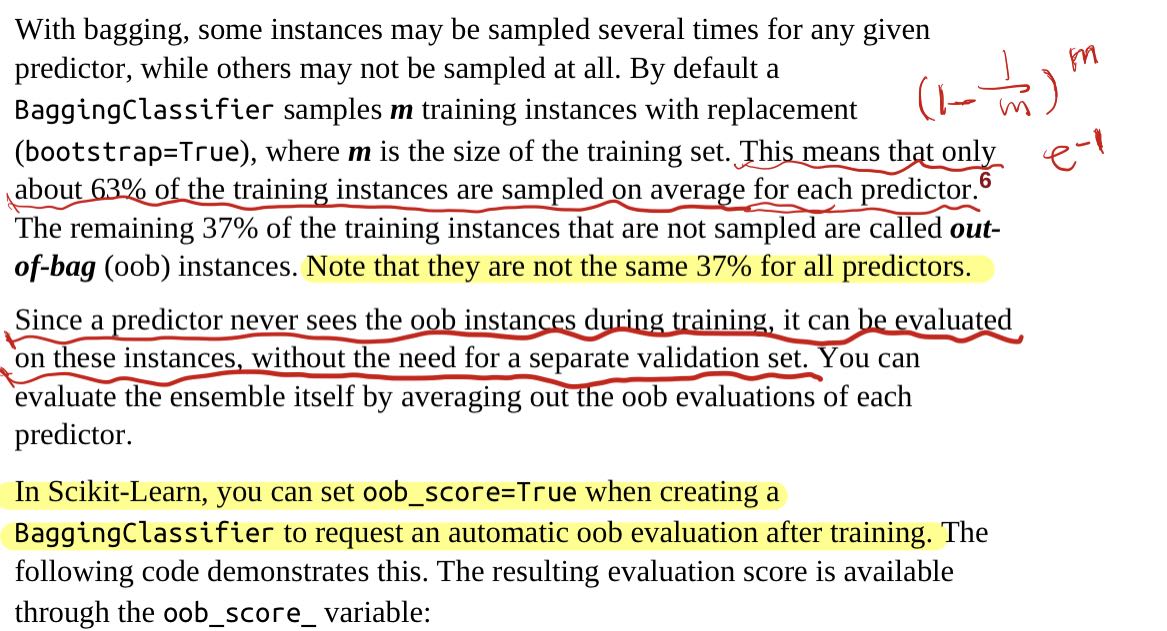 With bagging, some instances may be sampled several times for any given
predictor, while others may not be sampled at all. By default a
BaggingClassifier samples m training instances with replacement
(bootstrap=True), where m is the size of the training set. This means that only
about 63% of the training instances are sampled on average for each predictor.6
The remaining 37% of the training instances that are not sampled are called out-
of-bag (oob) instances. Note that they are not the same 37% for all predictors.
(1 - 1/m)^m
e^-1
Since a predictor never sees the oob instances during training, it can be evaluated
on these instances, without the need for a separate validation set. You can
evaluate the ensemble itself by averaging out the oob evaluations of each
predictor.
In Scikit-Learn, you can set oob_score=True when creating a
BaggingClassifier to request an automatic oob evaluation after training. The
following code demonstrates this. The resulting evaluation score is available
through the oob_score_ variable: